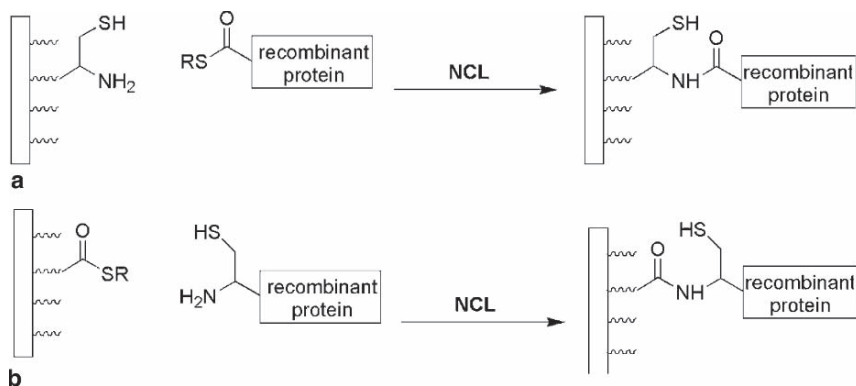 SH
NH2
O
RS
recombinant
protein
NCL
SH
O
NH
recombinant
protein
a
O
SR
HS
H2N
recombinant
protein
NCL
HS
O
NH
recombinant
protein
b